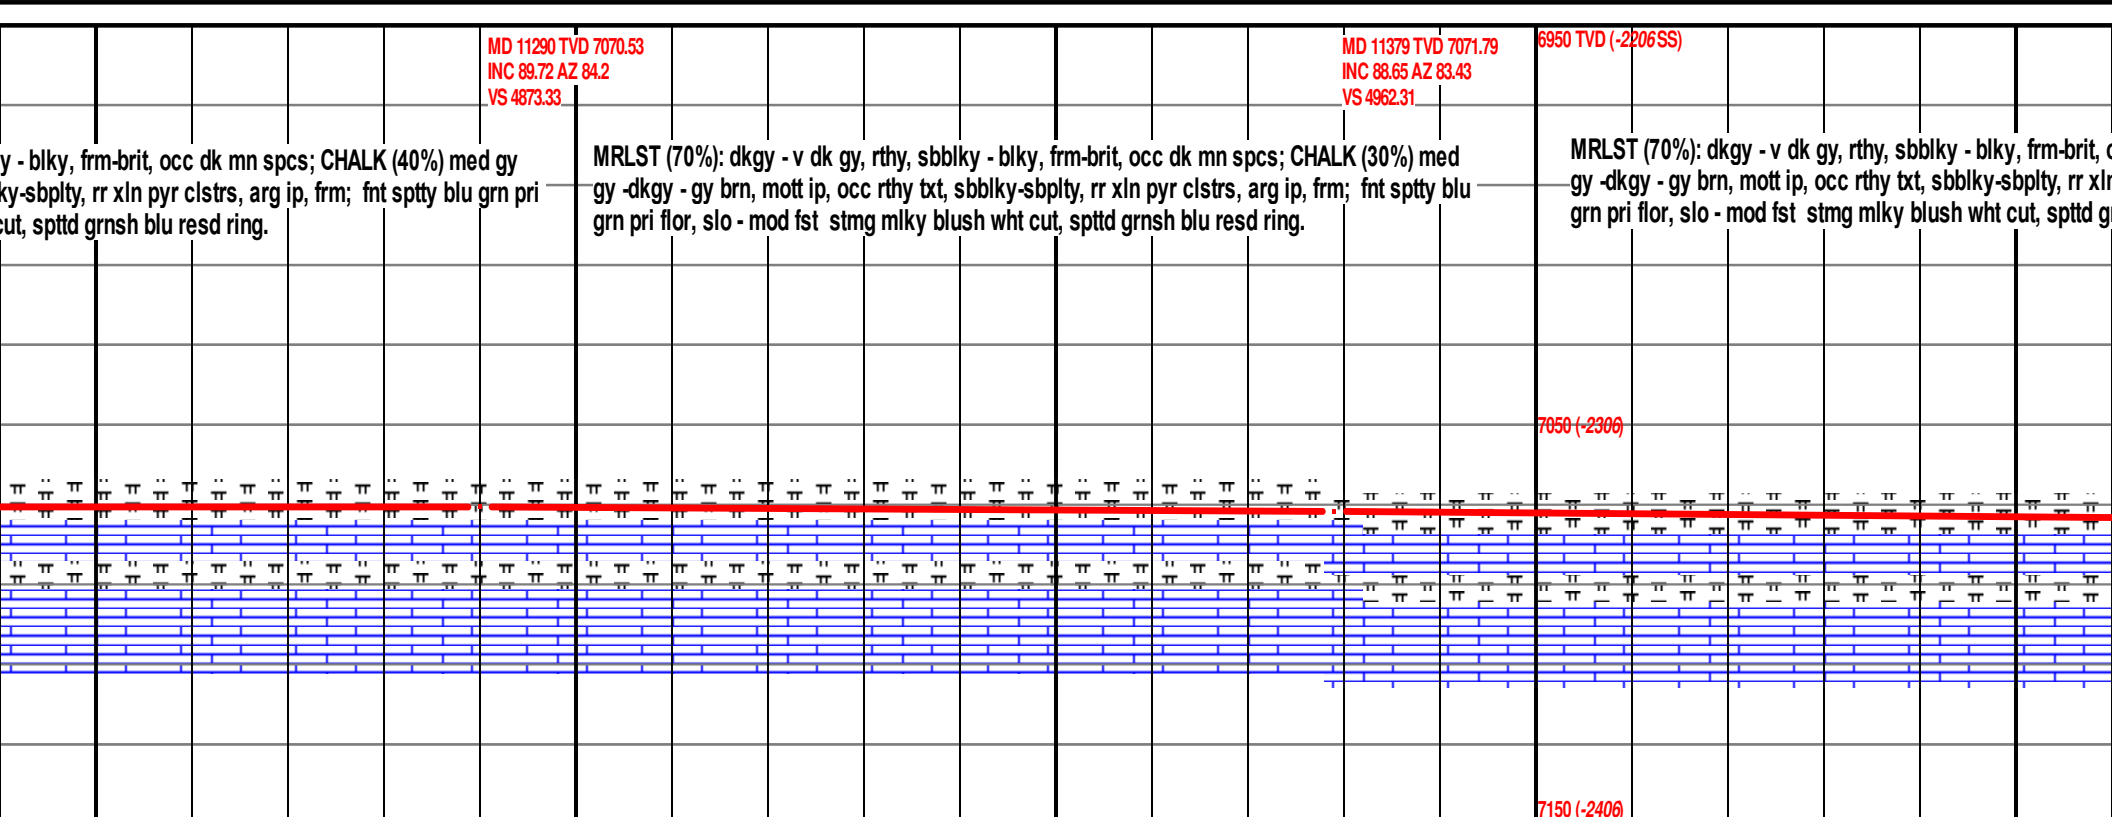 MD 11290 TVD 7070.53
INC 89.72 AZ 84.2
VS 4873.33
MD 11379 TVD 7071.79
INC 88.65 AZ 83.43
VS 4962.31
6950 TVD (-2206SS)
y - blky, frm-brit, occ dk mn spcs; CHALK (40%) med gy
ky-sbplty, rr xln pyr clstrs, arg ip, frm; fnt sptty blu grn pri
cut, spttd grnsh blu resd ring.
MRLST (70%): dkgy - v dk gy, rthy, sbblky - blky, frm-brit, occ dk mn spcs; CHALK (30%) med
gy -dkgy - gy brn, mott ip, occ rthy txt, sbblky-sbplty, rr xln pyr clstrs, arg ip, frm; fnt sptty blu
grn pri flor, slo - mod fst stmg mlky blush wht cut, spttd grnsh blu resd ring.
MRLST (70%): dkgy - v dk gy, rthy, sbblky - blky, frm-brit,
gy -dkgy - gy brn, mott ip, occ rthy txt, sbblky-sbplty, rr xln
grn pri flor, slo - mod fst stmg mlky blush wht cut, spttd
7050 (-2306)
7150 (-2406)